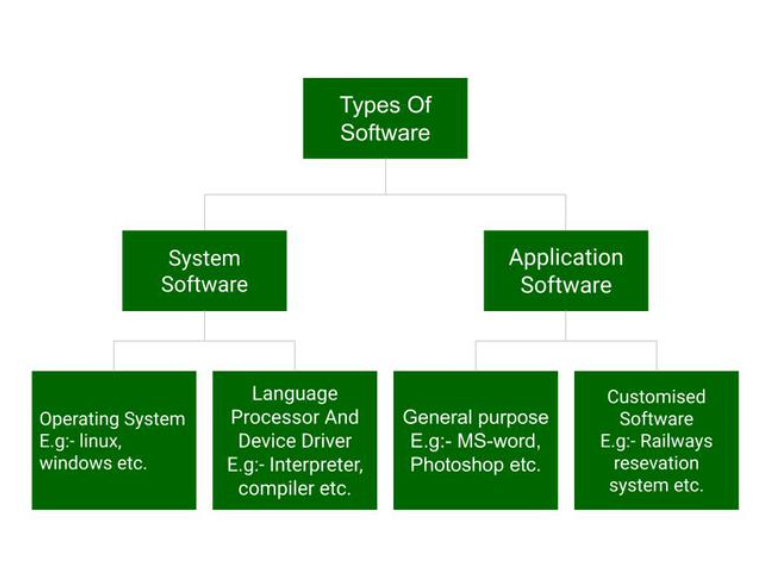 Types Of
Software
System
Software
Application
Software
Operating System
E.g:- linux,
windows etc.
Language
Processor And
Device Driver
E.g:- Interpreter,
compiler etc.
General purpose
E.g:- MS-word,
Photoshop etc.
Customised
Software
E.g:- Railways
resevation
system etc.